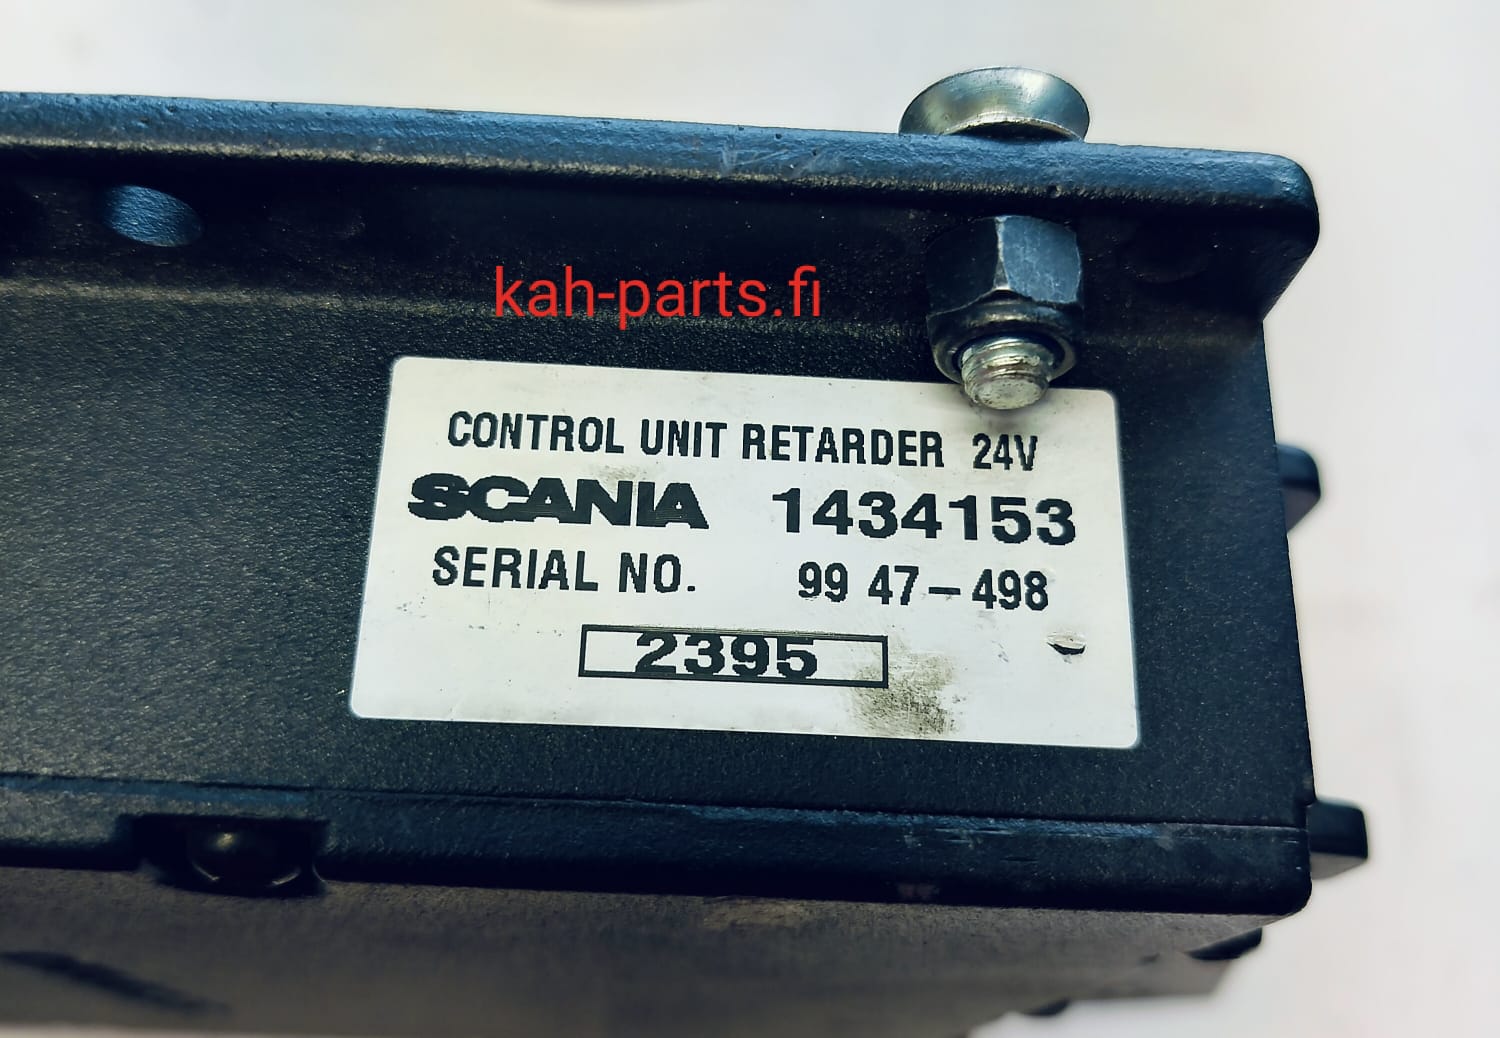 kah-parts.fi
CONTROL UNIT RETARDER 24V
SCANIA 1434153
SERIAL NO. 99 47-498
2395